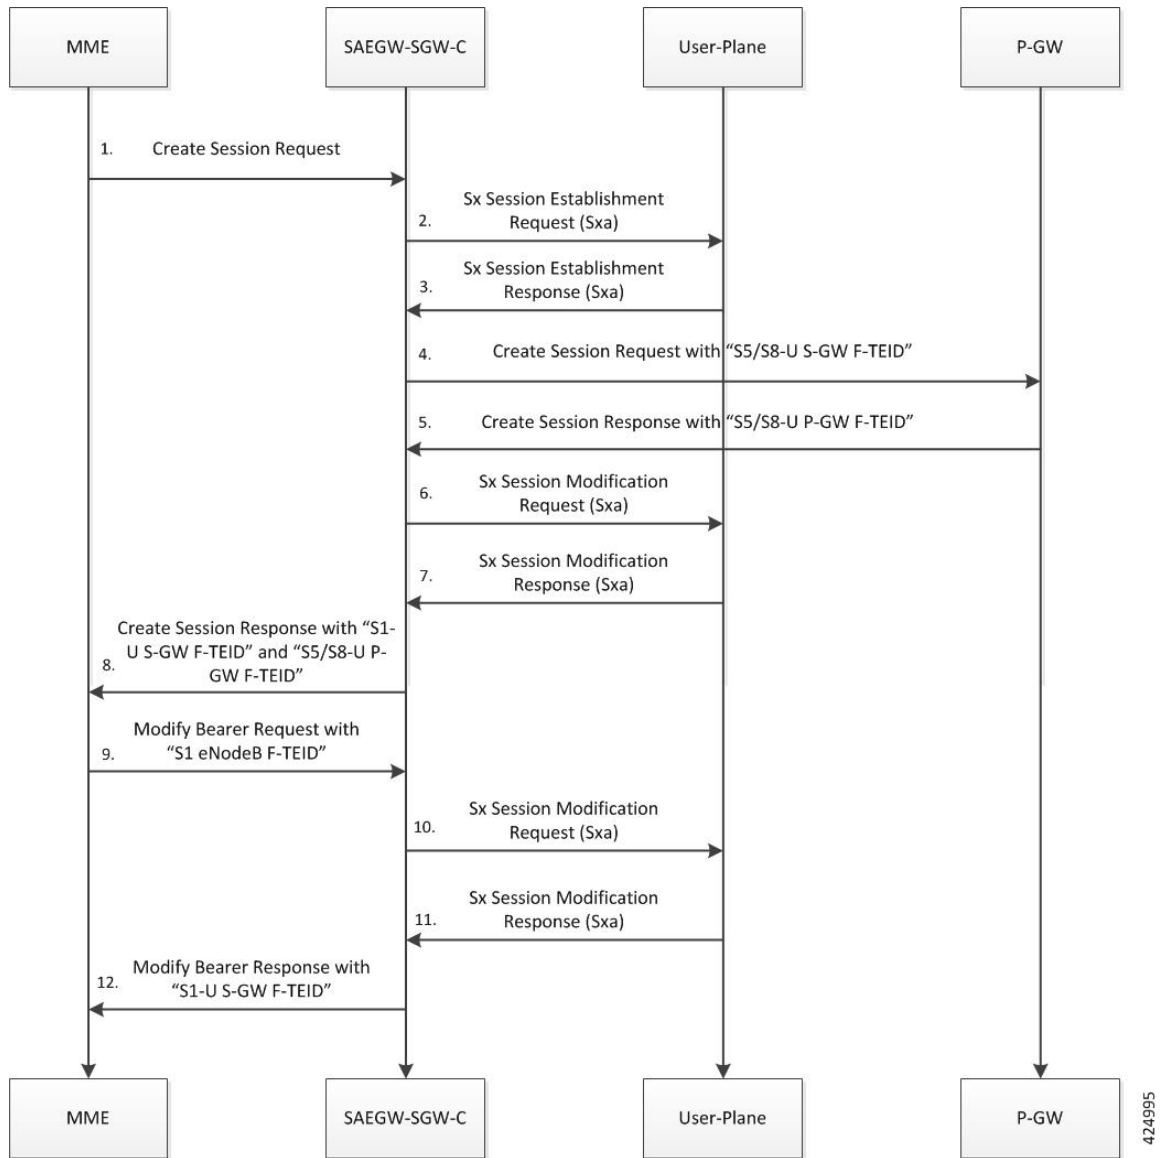 MME
SAEGW-SGW-C
User-Plane
P-GW
1.
Create Session Request
Sx Session Establishment
2.
Request (Sxa)
Sx Session Establishment
3.
Response (Sxa)
4.
Create Session Request with “S5/S8-U S-GW F-TEID”
5.
Create Session Response with “S5/S8-U P-GW F-TEID”
Sx Session Modification
6.
Request (Sxa)
Sx Session Modification
7.
Response (Sxa)
Create Session Response with “S1-
U S-GW F-TEID” and “S5/S8-U P-
8.
GW F-TEID”
Modify Bearer Request with
9.
“S1 eNodeB F-TEID”
Sx Session Modification
10.
Request (Sxa)
Sx Session Modification
11.
Response (Sxa)
Modify Bearer Response with
12.
“S1-U S-GW F-TEID”
MME
SAEGW-SGW-C
User-Plane
P-GW
424995